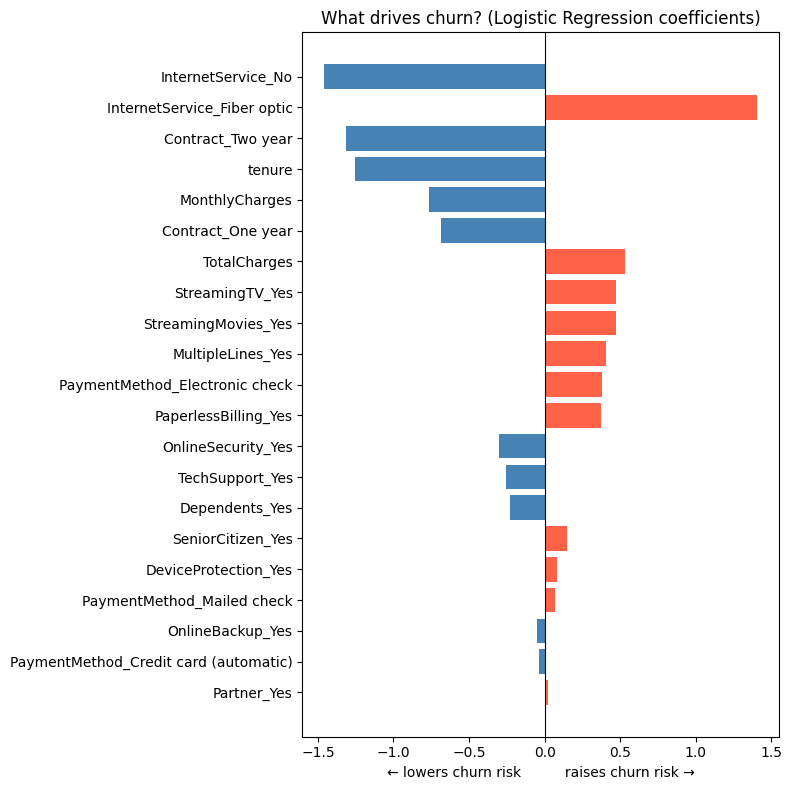 What drives churn? (Logistic Regression coefficients)
InternetService_No
InternetService_Fiber optic
Contract_Two year
tenure
MonthlyCharges
Contract_One year
TotalCharges
StreamingTV_Yes
StreamingMovies_Yes
MultipleLines_Yes
PaymentMethod_Electronic check
PaperlessBilling_Yes
OnlineSecurity_Yes
TechSupport_Yes
Dependents_Yes
SeniorCitizen_Yes
DeviceProtection_Yes
PaymentMethod_Mailed check
OnlineBackup_Yes
PaymentMethod_Credit card (automatic)
Partner_Yes
−1.5 −1.0 −0.5 0.0 0.5 1.0 1.5
← lowers churn risk raises churn risk →